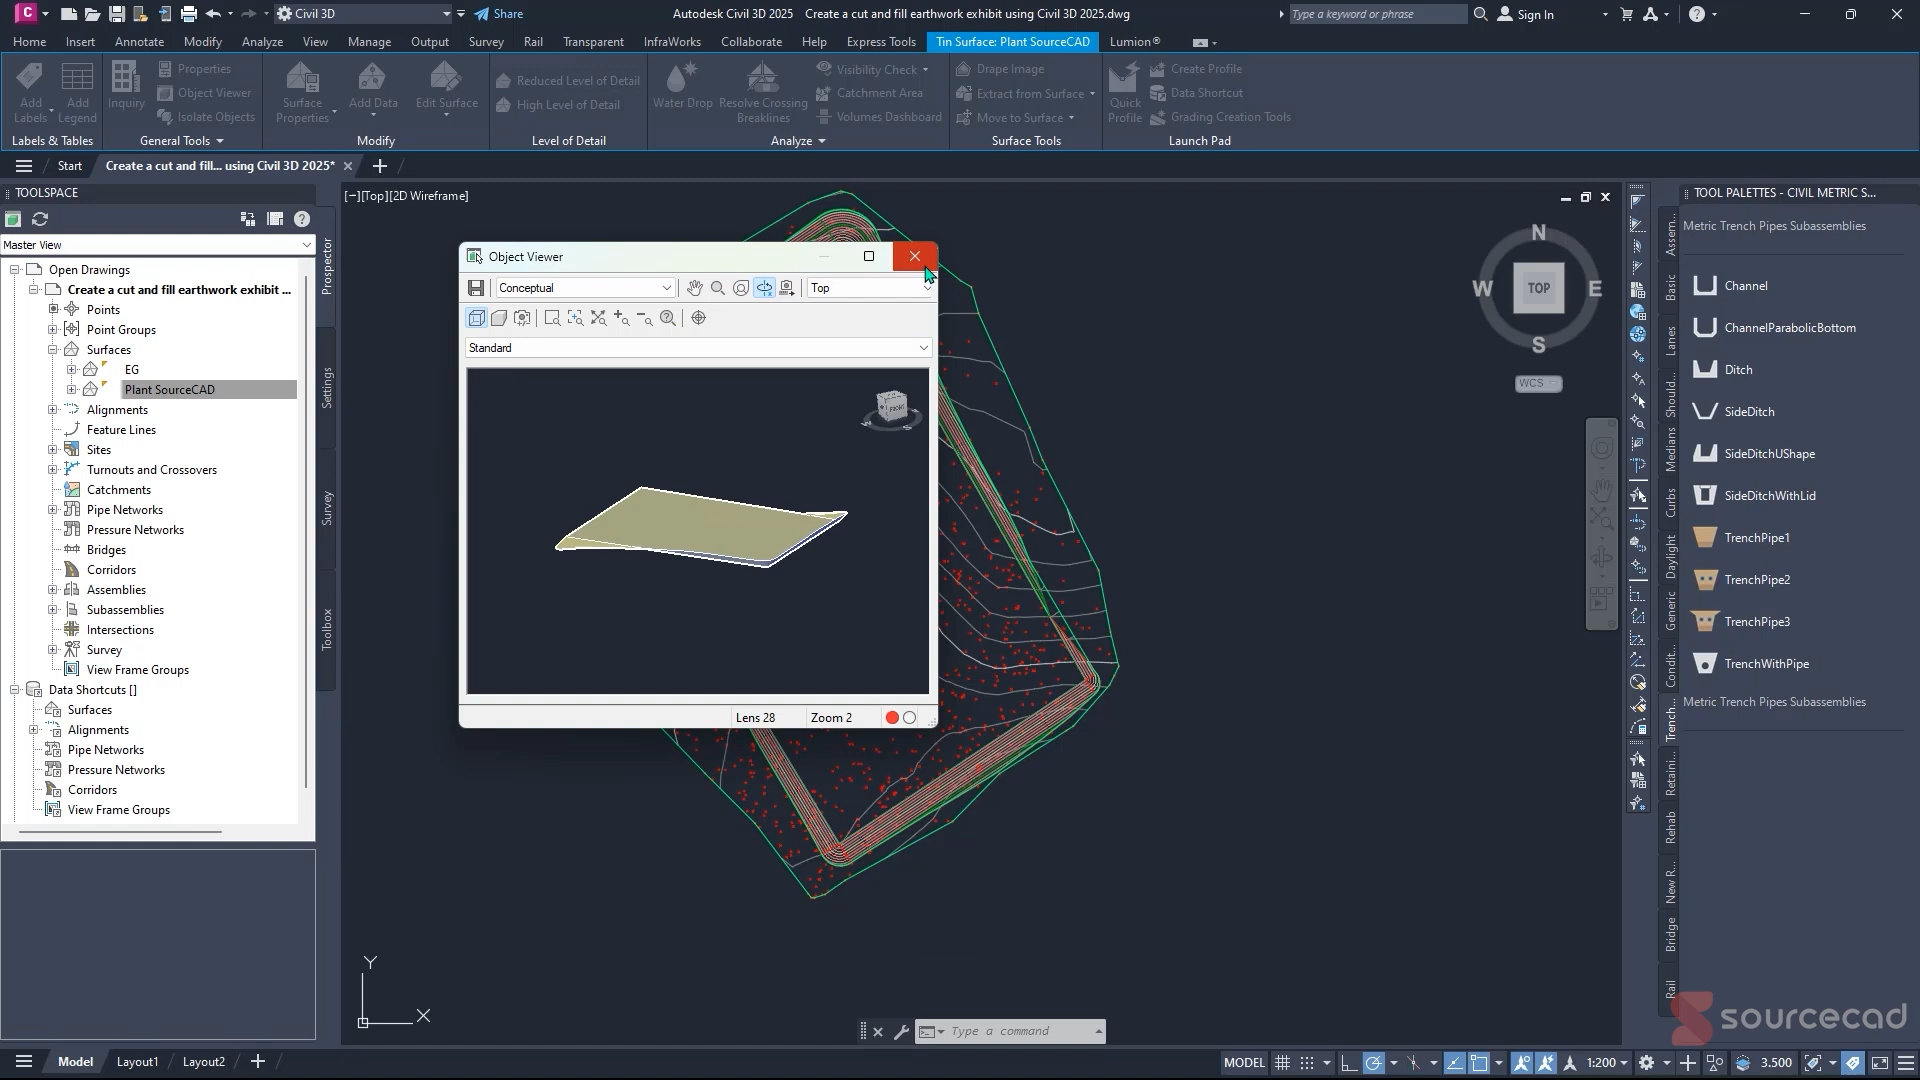 C
Civil 3D
Share
Autodesk Civil 3D 2025
Create a cut and fill earthwork exhibit using Civil 3D 2025.dwg
Type a keyword or phrase
Sign In
Home
Insert
Annotate
Modify
Analyze
View
Manage
Output
Survey
Rail
Transparent
InfraWorks
Collaborate
Help
Express Tools
Tin Surface: Plant SourceCAD
Lumion®
Add Labels
Add Legend
Labels & Tables
Inquiry
Properties
Object Viewer
Isolate Objects
General Tools
Surface Properties
Add Data
Edit Surface
Modify
Reduced Level of Detail
High Level of Detail
Level of Detail
Water Drop
Resolve Crossing Breaklines
Visibility Check
Catchment Area
Volumes Dashboard
Analyze
Drape Image
Extract from Surface
Move to Surface
Surface Tools
Quick Profile
Create Profile
Data Shortcut
Grading Creation Tools
Launch Pad
Start
Create a cut and fill... using Civil 3D 2025*
TOOLSPACE
Master View
Open Drawings
Create a cut and fill earthwork exhibit ...
Points
Point Groups
Surfaces
EG
Plant SourceCAD
Alignments
Feature Lines
Sites
Turnouts and Crossovers
Catchments
Pipe Networks
Pressure Networks
Bridges
Corridors
Assemblies
Subassemblies
Intersections
Survey
View Frame Groups
Data Shortcuts []
Surfaces
Alignments
Pipe Networks
Pressure Networks
Corridors
View Frame Groups
Prospector
Settings
Survey
Toolbox
[−][Top][2D Wireframe]
Object Viewer
Conceptual
Top
Standard
FRONT
Lens 28
Zoom 2
N
W
TOP
E
S
WCS
Y
X
Type a command
TOOL PALETTES - CIVIL METRIC S...
Metric Trench Pipes Subassemblies
Channel
ChannelParabolicBottom
Ditch
SideDitch
SideDitchUShape
SideDitchWithLid
TrenchPipe1
TrenchPipe2
TrenchPipe3
TrenchWithPipe
Metric Trench Pipes Subassemblies
Assem...
Basic
Lanes
Should...
Medians
Curbs
Daylight
Generic
Condit...
Trench...
Retaini...
Rehab
New R...
Bridge
Rail
sourcecad
Model
Layout1
Layout2
MODEL
1:200
3.500